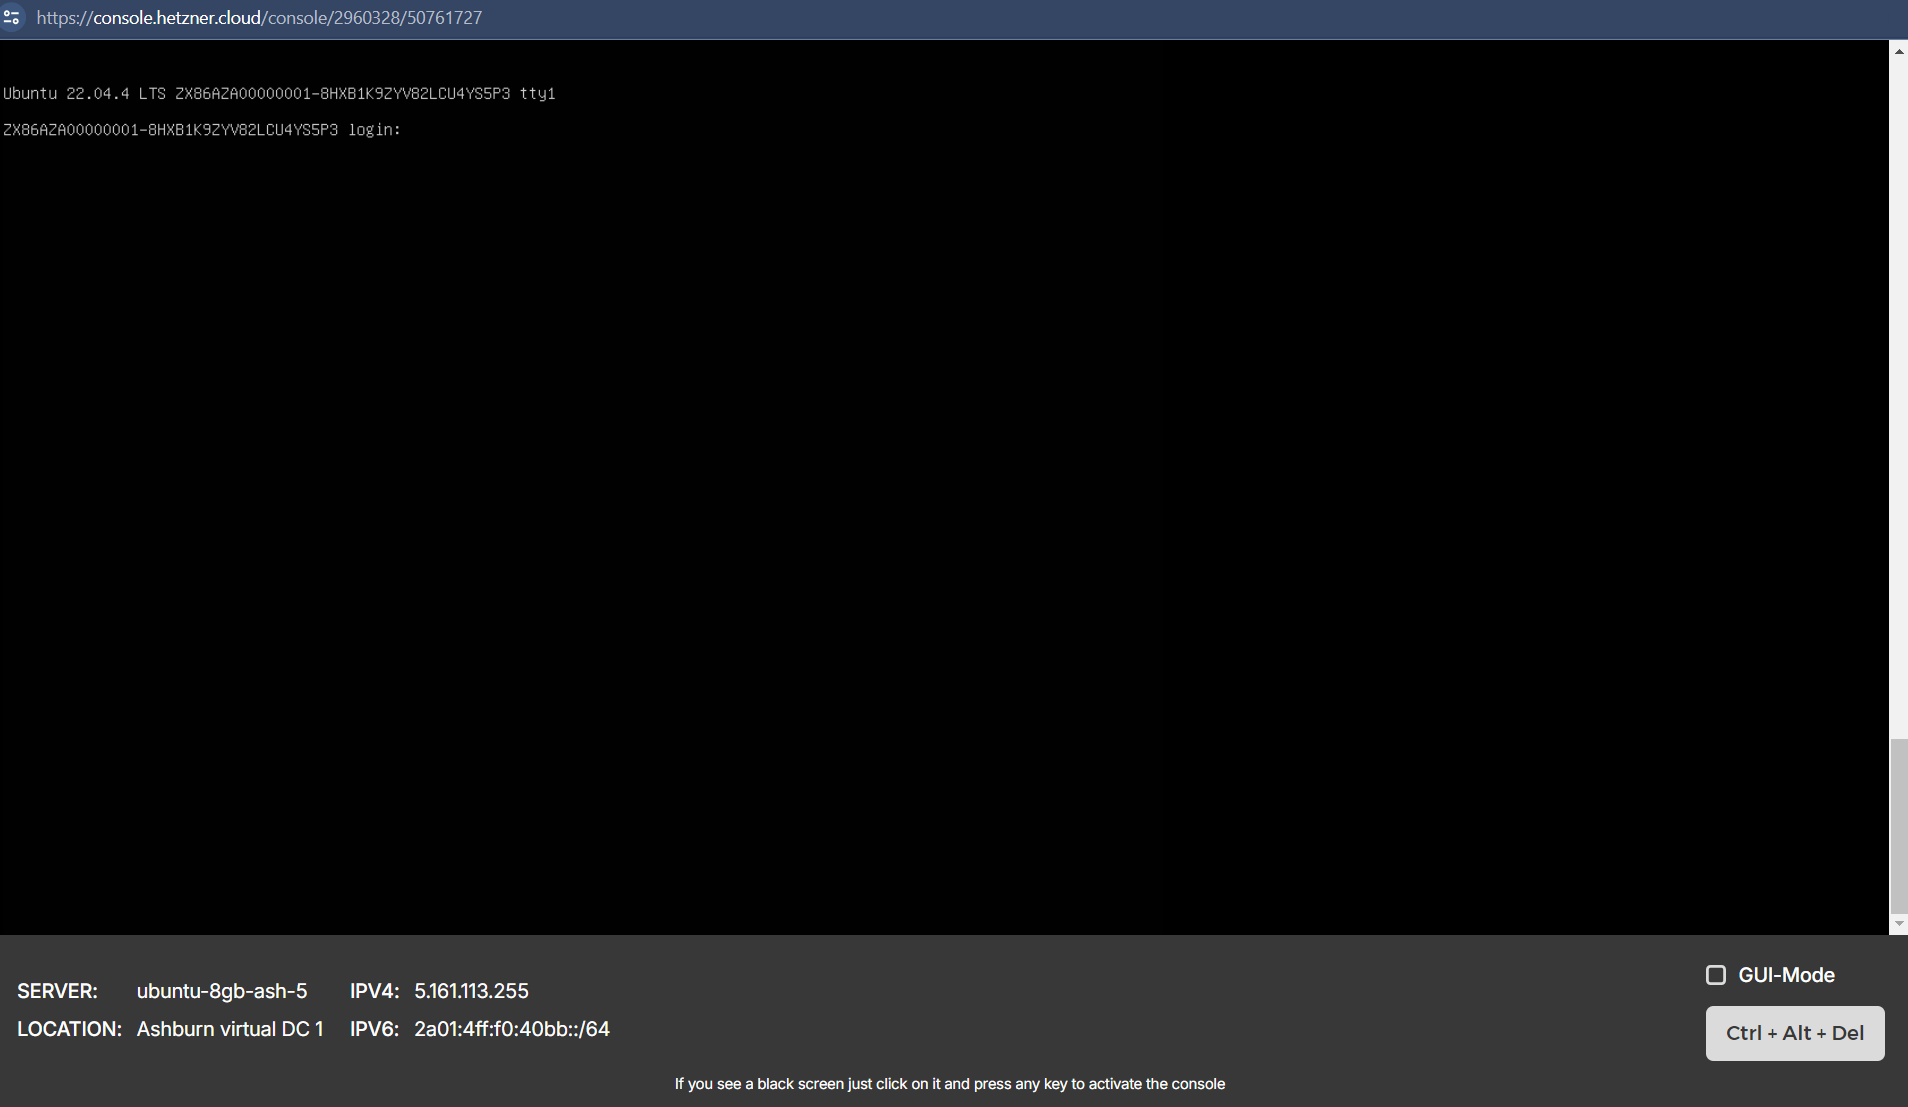 https://console.hetzner.cloud/console/2960328/50761727
Ubuntu 22.04.4 LTS ZX86AZA00000001-8HXB1K9ZYV82LCU4YS5P3 tty1
ZX86AZA00000001-8HXB1K9ZYV82LCU4YS5P3 login:
SERVER: ubuntu-8gb-ash-5 IPV4: 5.161.113.255
LOCATION: Ashburn virtual DC 1 IPV6: 2a01:4ff:f0:40bb::/64
GUI-Mode
Ctrl + Alt + Del
If you see a black screen just click on it and press any key to activate the console